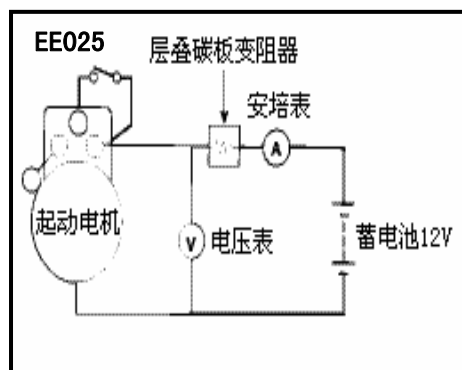 EE025
层叠碳板变阻器
安培表
A
起动电机
V
电压表
蓄电池12V